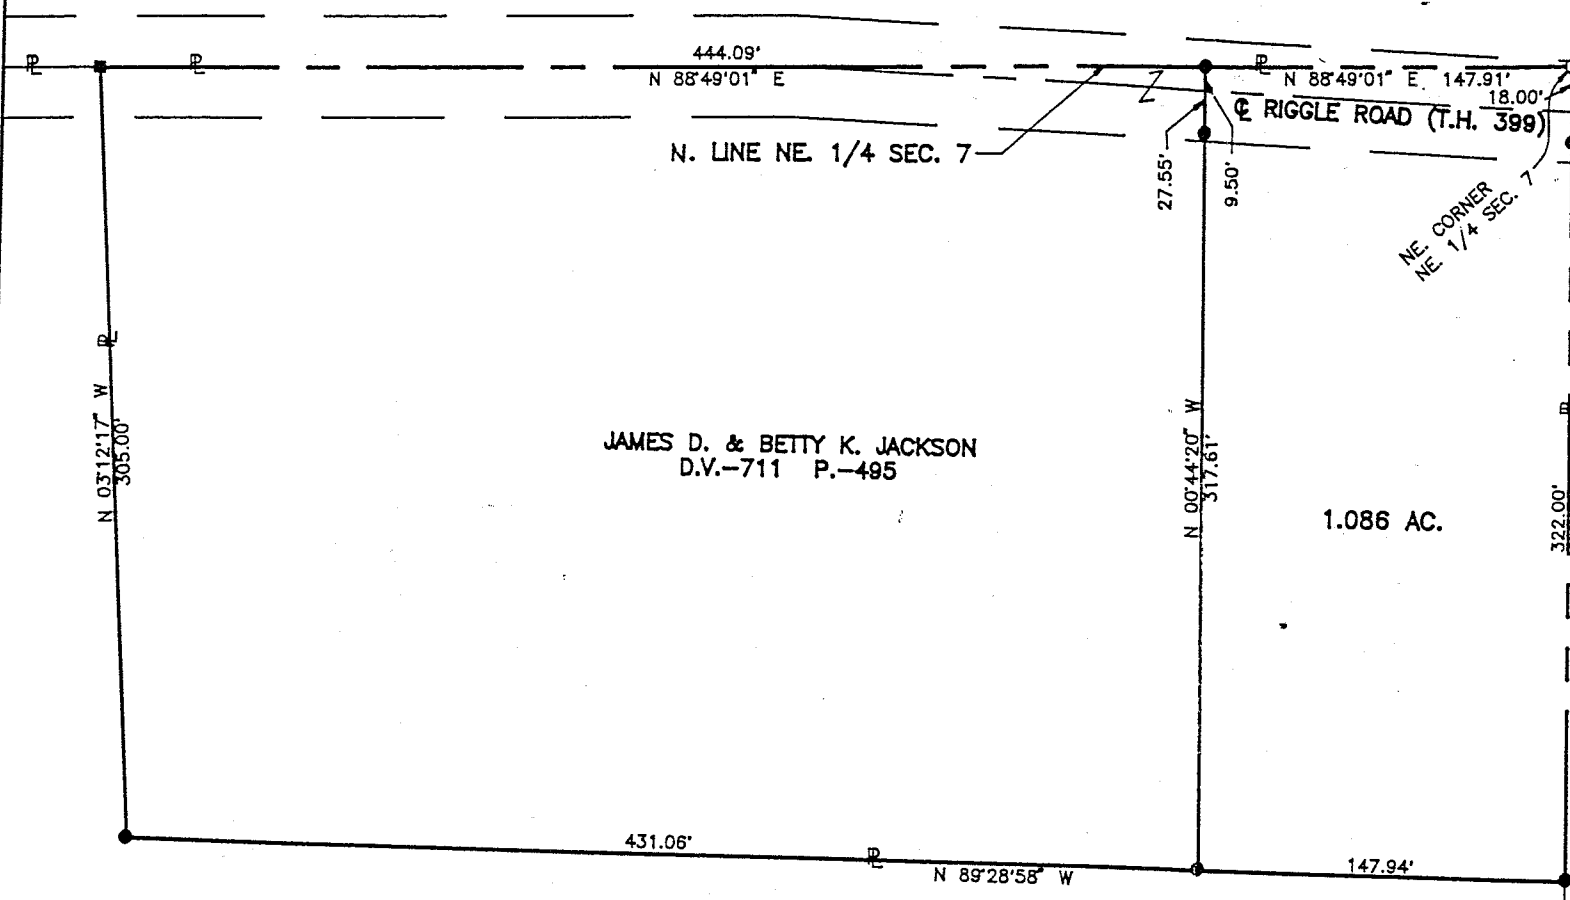 444.09'
N 88°49'01" E
N 88°49'01" E
147.91'
18.00'
℄ RIGGLE ROAD (T.H. 399)
N. LINE NE. 1/4 SEC. 7
27.55'
9.50'
NE. CORNER
NE. 1/4 SEC. 7
N 03°12'17" W
305.00'
JAMES D. & BETTY K. JACKSON
D.V.-711 P.-495
N 00°44'20" W
317.61'
1.086 AC.
322.00'
431.06'
N 89°28'58" W
147.94'